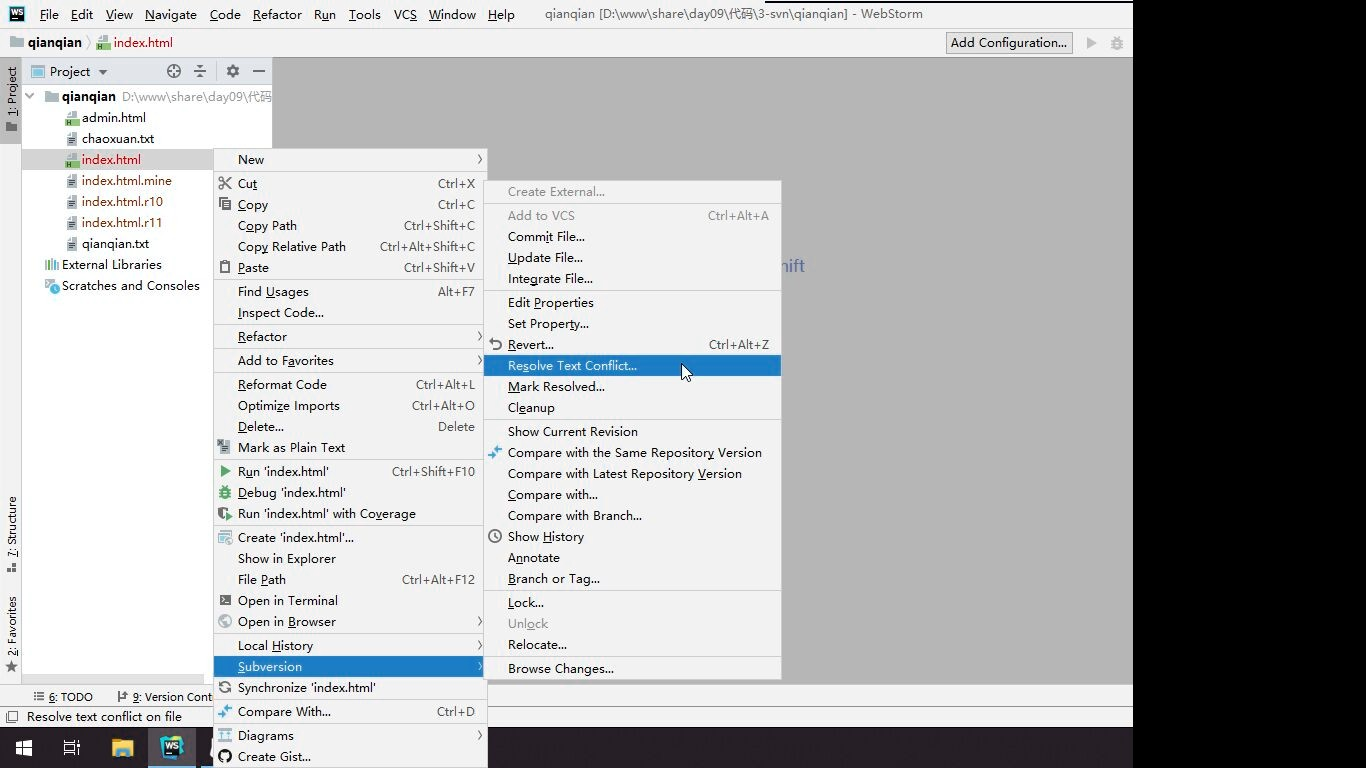 WS File Edit View Navigate Code Refactor Run Tools VCS Window Help qianqian [D:\www\share\day09\代码\3-svn\qianqian] - WebStorm
qianqian index.html Add Configuration...
1: Project
Project
qianqian D:\www\share\day09\代码
admin.html
chaoxuan.txt
index.html
index.html.mine
index.html.r10
index.html.r11
qianqian.txt
External Libraries
Scratches and Consoles
7: Structure
2: Favorites
New
Cut Ctrl+X
Copy Ctrl+C
Copy Path Ctrl+Shift+C
Copy Relative Path Ctrl+Alt+Shift+C
Paste Ctrl+Shift+V
Find Usages Alt+F7
Inspect Code...
Refactor
Add to Favorites
Reformat Code Ctrl+Alt+L
Optimize Imports Ctrl+Alt+O
Delete... Delete
Mark as Plain Text
Run 'index.html' Ctrl+Shift+F10
Debug 'index.html'
Run 'index.html' with Coverage
Create 'index.html'...
Show in Explorer
File Path Ctrl+Alt+F12
Open in Terminal
Open in Browser
Local History
Subversion
Synchronize 'index.html'
Compare With... Ctrl+D
Diagrams
Create Gist...
Create External...
Add to VCS Ctrl+Alt+A
Commit File...
Update File...
Integrate File...
Edit Properties
Set Property...
Revert... Ctrl+Alt+Z
Resolve Text Conflict...
Mark Resolved...
Cleanup
Show Current Revision
Compare with the Same Repository Version
Compare with Latest Repository Version
Compare with...
Compare with Branch...
Show History
Annotate
Branch or Tag...
Lock...
Unlock
Relocate...
Browse Changes...
6: TODO 9: Version Cont
Resolve text conflict on file
WS